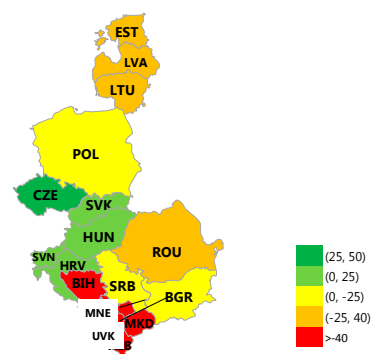 EST
LVA
LTU
POL
CZE
SVK
HUN
ROU
SVN
HRV
BIH
SRB
BGR
MNE
MKD
UVK
B
(25, 50)
(0, 25)
(0, -25)
(-25, 40)
>-40